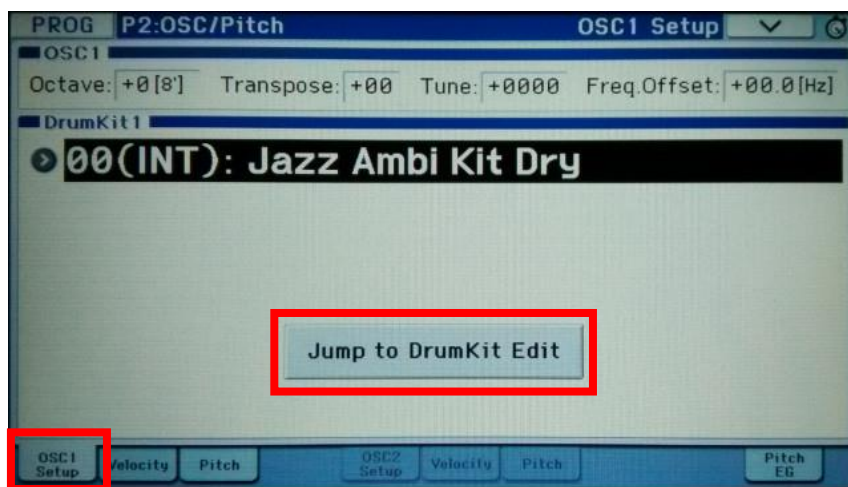 PROG P2:OSC/Pitch OSC1 Setup
OSC1
Octave: +0[8'] Transpose: +00 Tune: +0000 Freq.Offset: +00.0[Hz]
DrumKit1
00(INT): Jazz Ambi Kit Dry
Jump to DrumKit Edit
OSC1 Setup Velocity Pitch OSC2 Setup Velocity Pitch Pitch EG